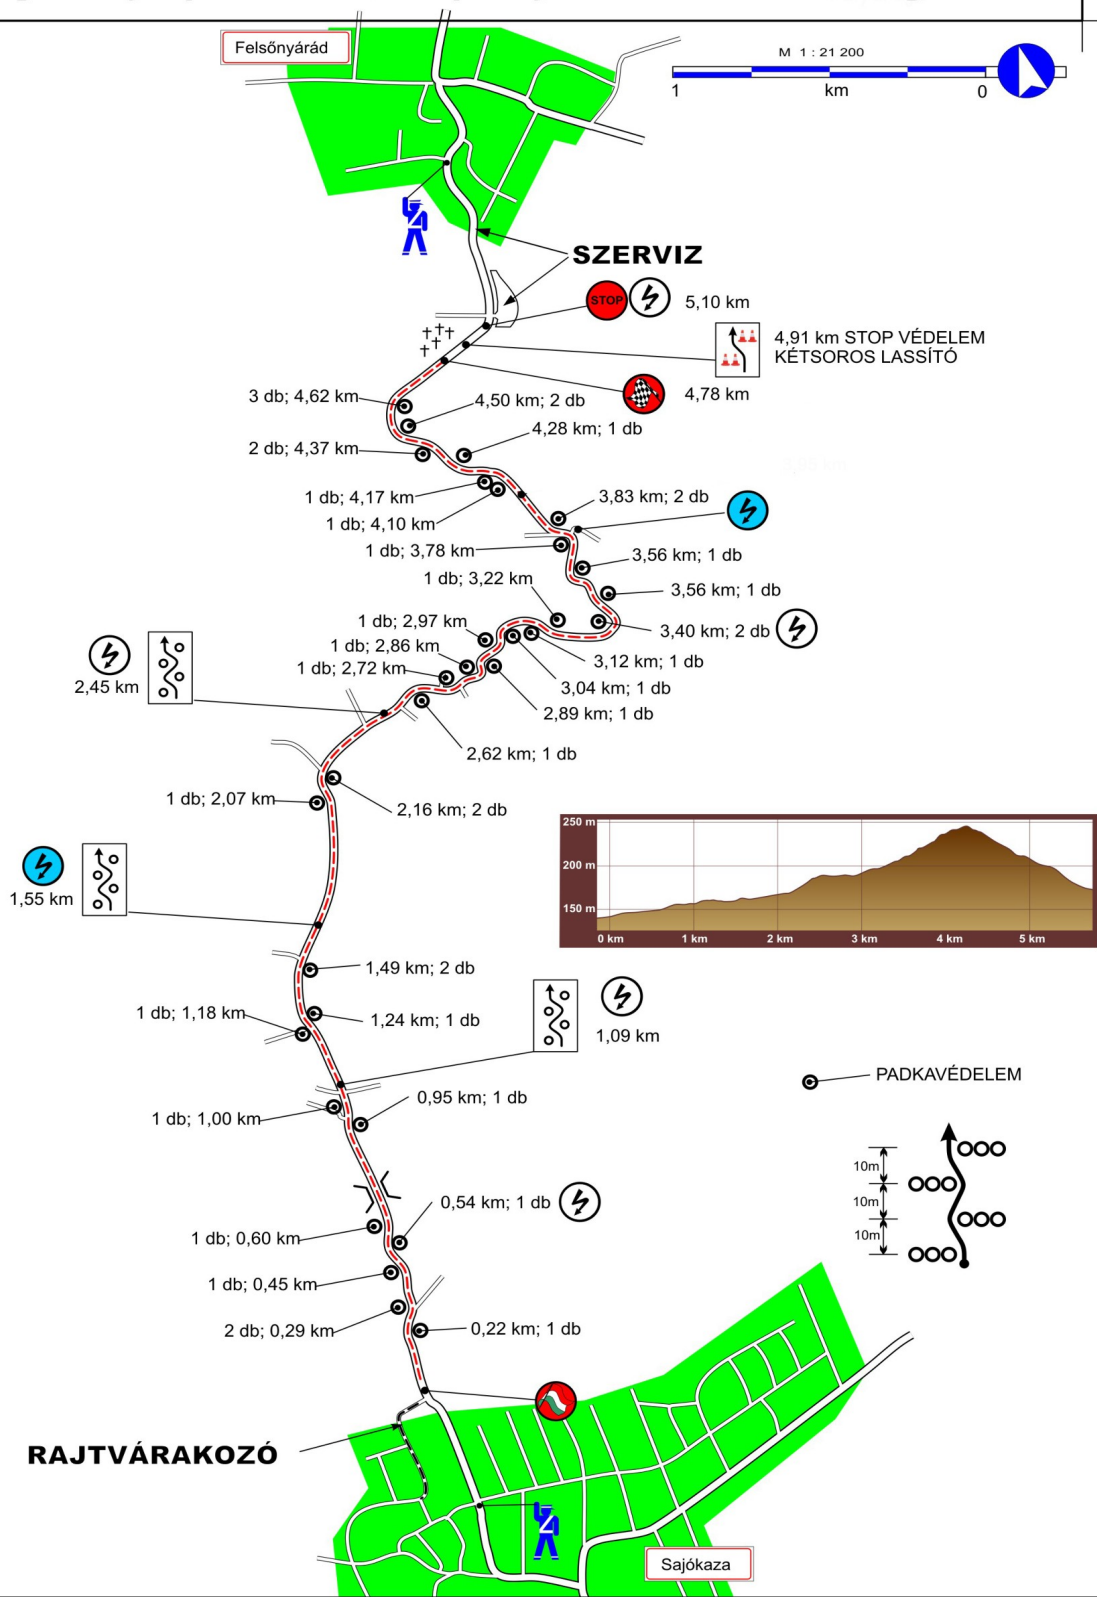 Felsőnyárád
M 1 : 21 200
1 km 0
SZERVIZ
STOP
5,10 km
4,91 km STOP VÉDELEM
KÉTSOROS LASSÍTÓ
4,78 km
3 db; 4,62 km
4,50 km; 2 db
4,28 km; 1 db
2 db; 4,37 km
1 db; 4,17 km
3,83 km; 2 db
1 db; 4,10 km
1 db; 3,78 km
3,56 km; 1 db
1 db; 3,22 km
3,56 km; 1 db
1 db; 2,97 km
3,40 km; 2 db
1 db; 2,86 km
3,12 km; 1 db
1 db; 2,72 km
2,45 km
3,04 km; 1 db
2,89 km; 1 db
2,62 km; 1 db
1 db; 2,07 km
2,16 km; 2 db
250 m
200 m
150 m
0 km 1 km 2 km 3 km 4 km 5 km
1,55 km
1,49 km; 2 db
1 db; 1,18 km
1,24 km; 1 db
1,09 km
PADKAVÉDELEM
0,95 km; 1 db
1 db; 1,00 km
10m
10m
10m
0,54 km; 1 db
1 db; 0,60 km
1 db; 0,45 km
2 db; 0,29 km
0,22 km; 1 db
RAJTVÁRAKOZÓ
Sajókaza